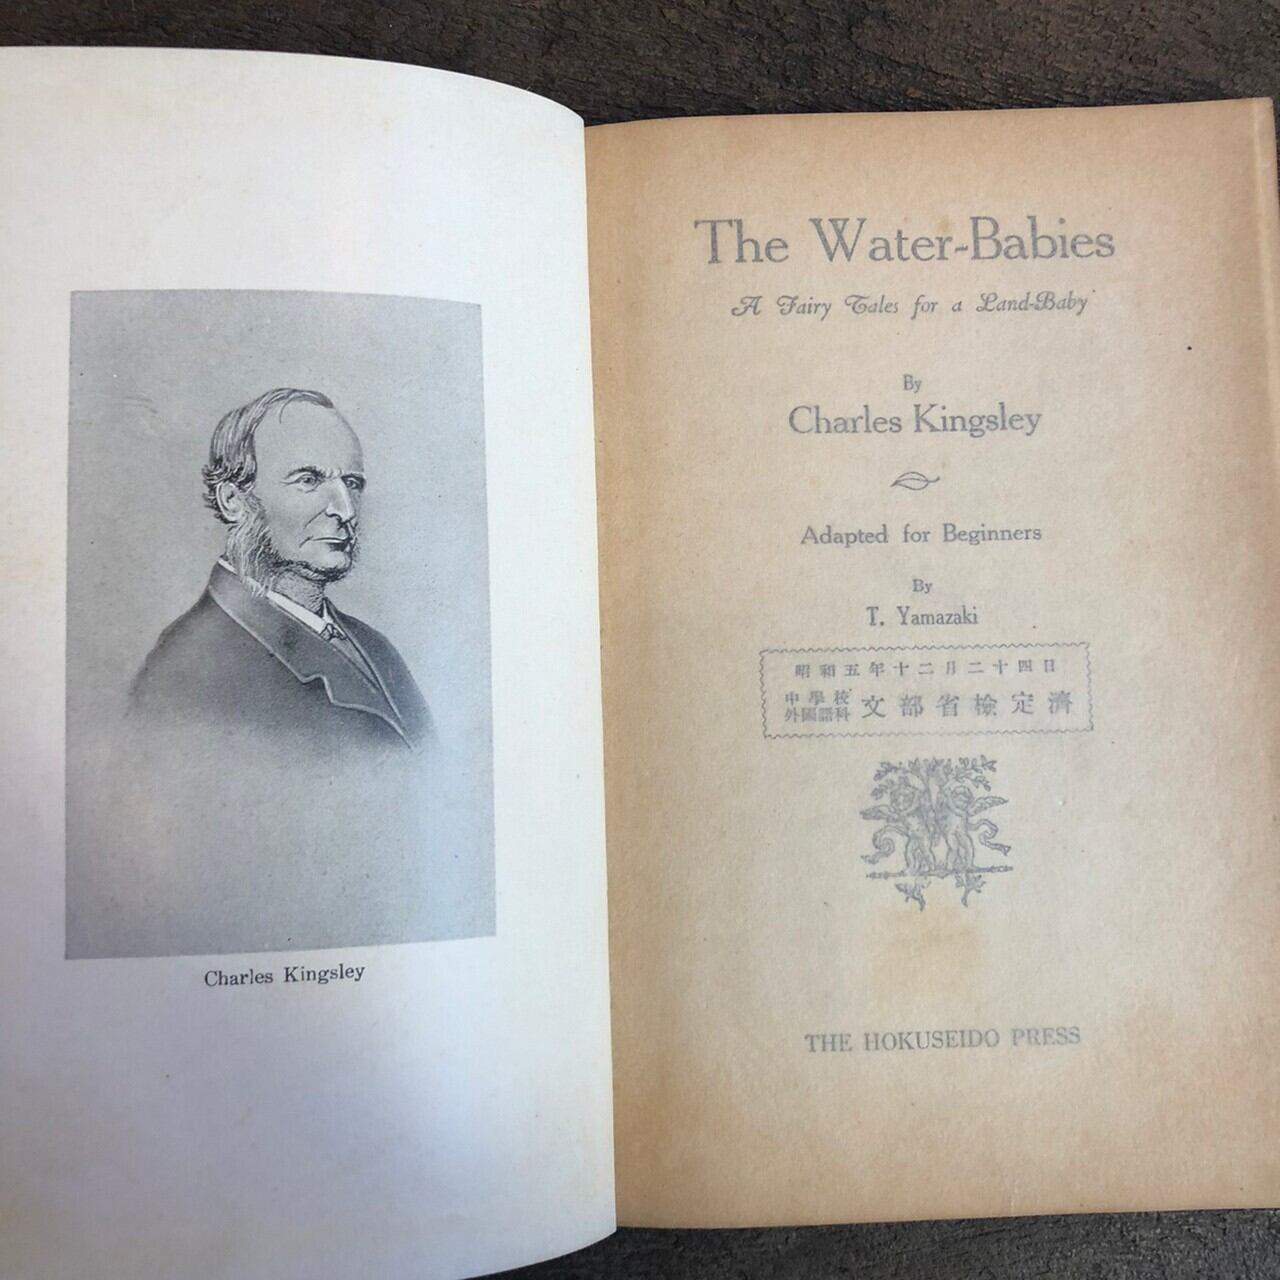 Charles Kingsley
The Water-Babies
A Fairy Tales for a Land-Baby
By
Charles Kingsley
Adapted for Beginners
By
T. Yamazaki
昭和五年十二月二十四日
中學校
外國語科
文部省檢定濟
THE HOKUSEIDO PRESS